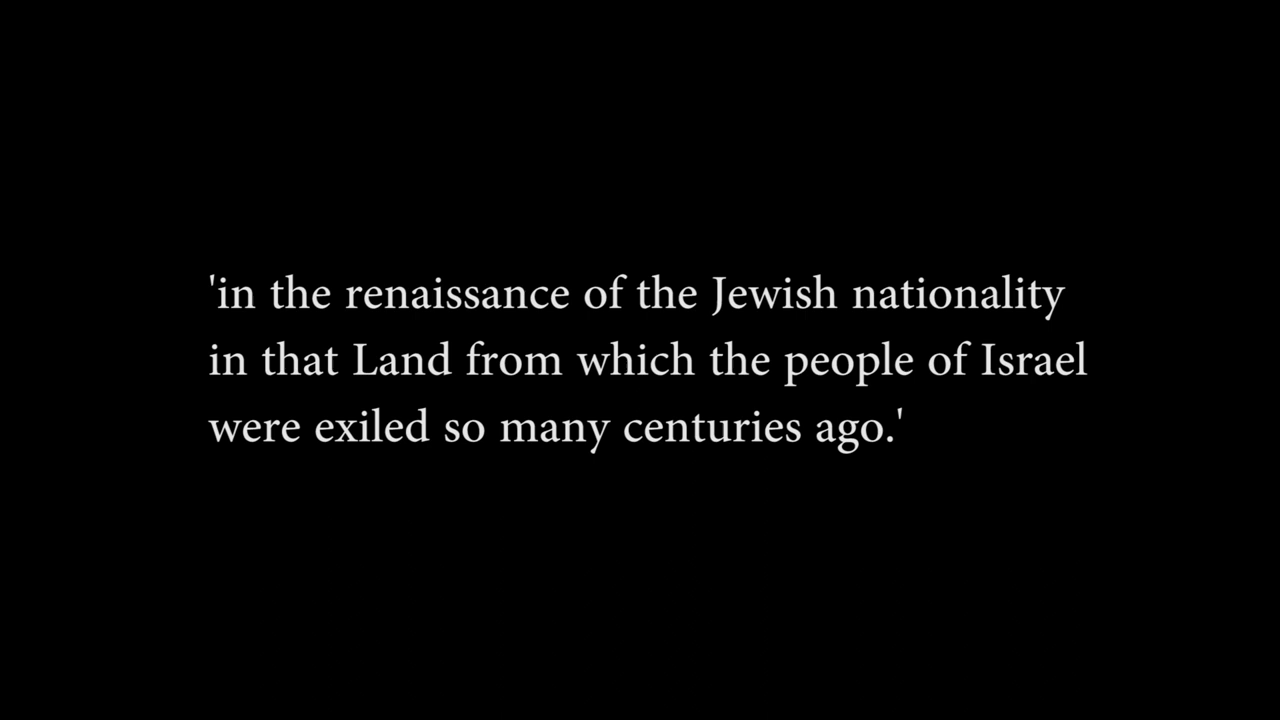 'in the renaissance of the Jewish nationality
in that Land from which the people of Israel
were exiled so many centuries ago.'